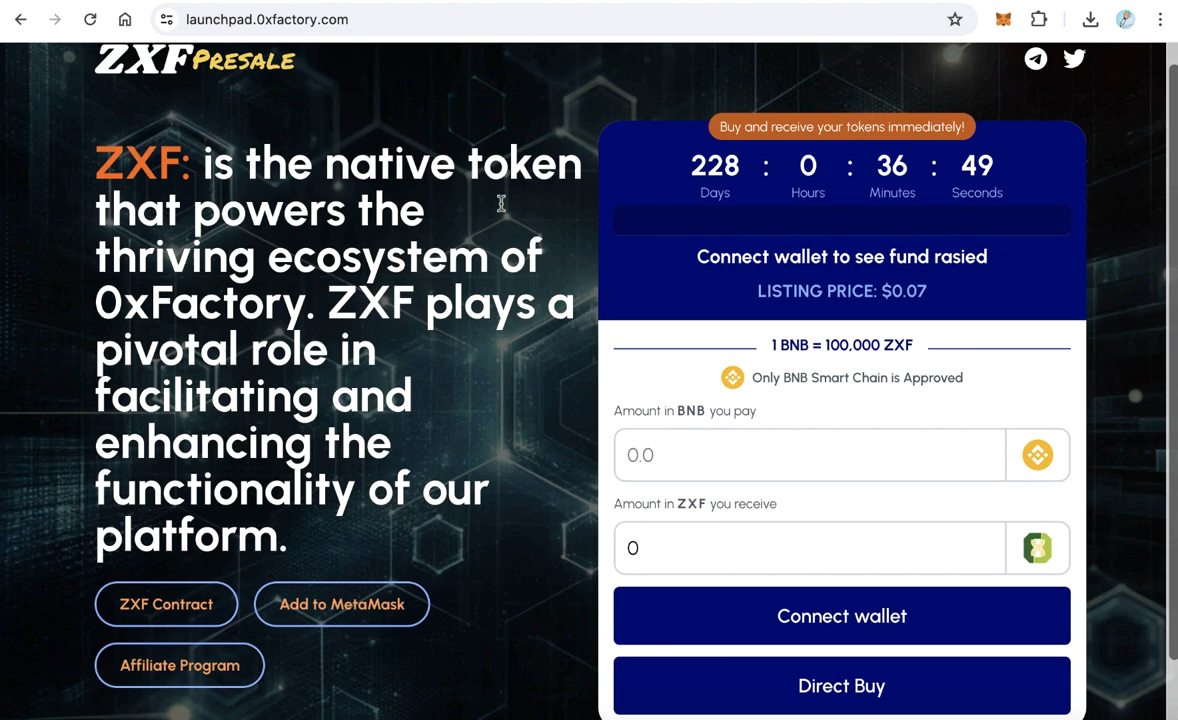 launchpad.0xfactory.com
ZXF PRESALE
ZXF: is the native token
that powers the
thriving ecosystem of
0xFactory. ZXF plays a
pivotal role in
facilitating and
enhancing the
functionality of our
platform.
ZXF Contract
Add to MetaMask
Affiliate Program
Buy and receive your tokens immediately!
228 : 0 : 36 : 49
Days Hours Minutes Seconds
Connect wallet to see fund rasied
LISTING PRICE: $0.07
1 BNB = 100,000 ZXF
Only BNB Smart Chain is Approved
Amount in BNB you pay
0.0
Amount in ZXF you receive
0
Connect wallet
Direct Buy